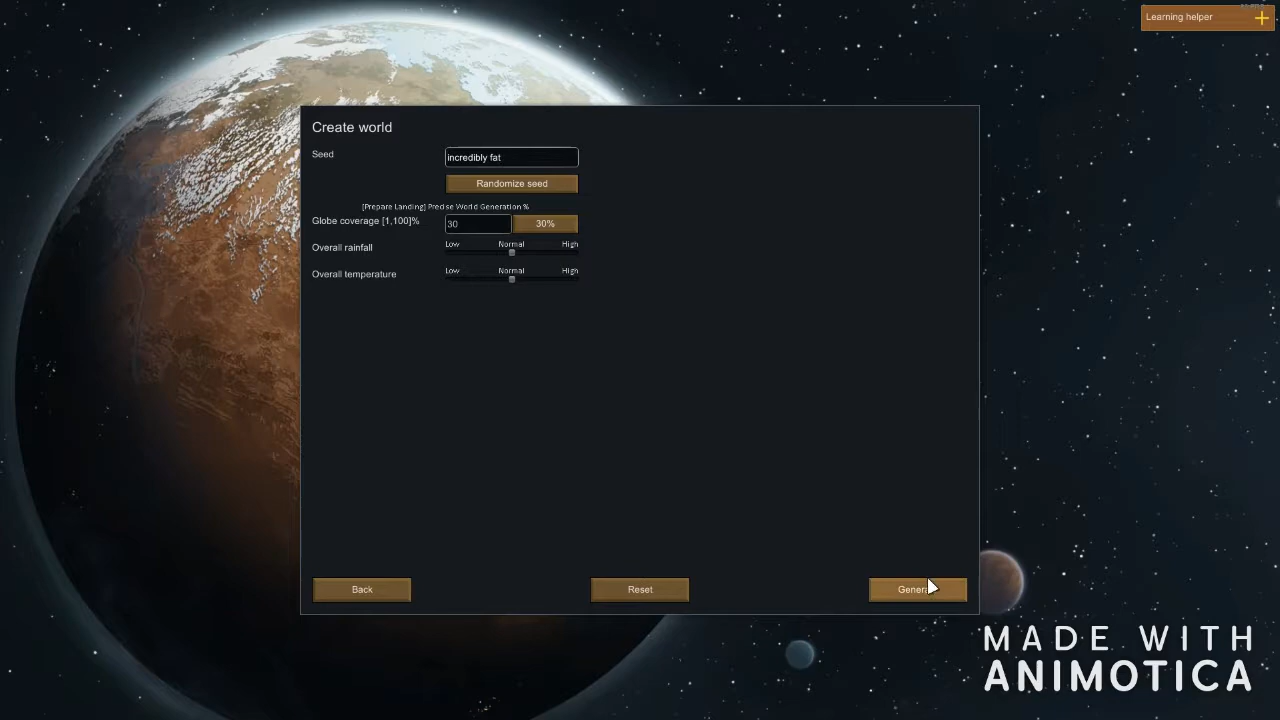 Learning helper
Create world
Seed
incredibly fat
Randomize seed
[Prepare Landing] Precise World Generation %
Globe coverage [1,100]%
30
30%
Overall rainfall
Low Normal High
Overall temperature
Low Normal High
Back
Reset
MADE WITH
ANIMOTICA